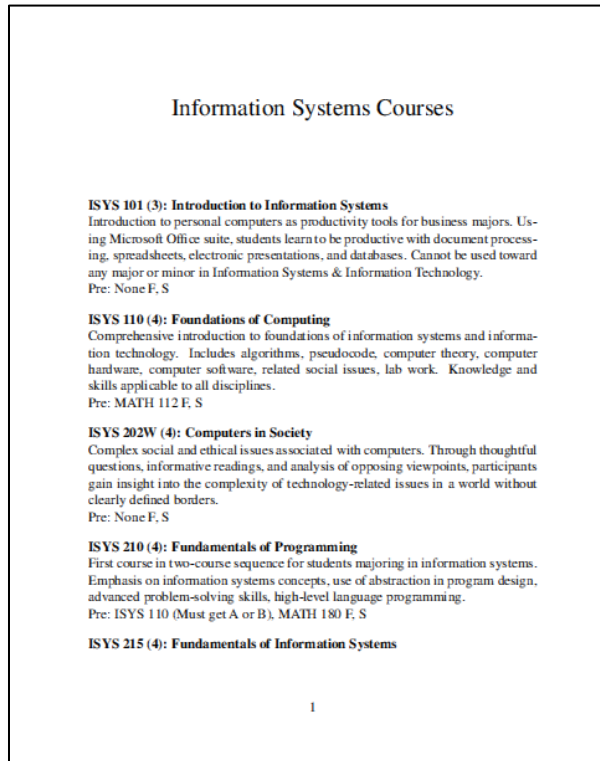 Information Systems Courses
ISYS 101 (3): Introduction to Information Systems
Introduction to personal computers as productivity tools for business majors. Us-
ing Microsoft Office suite, students learn to be productive with document process-
ing, spreadsheets, electronic presentations, and databases. Cannot be used toward
any major or minor in Information Systems & Information Technology.
Pre: None F, S
ISYS 110 (4): Foundations of Computing
Comprehensive introduction to foundations of information systems and informa-
tion technology. Includes algorithms, pseudocode, computer theory, computer
hardware, computer software, related social issues, lab work. Knowledge and
skills applicable to all disciplines.
Pre: MATH 112 F, S
ISYS 202W (4): Computers in Society
Complex social and ethical issues associated with computers. Through thoughtful
questions, informative readings, and analysis of opposing viewpoints, participants
gain insight into the complexity of technology-related issues in a world without
clearly defined borders.
Pre: None F, S
ISYS 210 (4): Fundamentals of Programming
First course in two-course sequence for students majoring in information systems.
Emphasis on information systems concepts, use of abstraction in program design,
advanced problem-solving skills, high-level language programming.
Pre: ISYS 110 (Must get A or B), MATH 180 F, S
ISYS 215 (4): Fundamentals of Information Systems
1